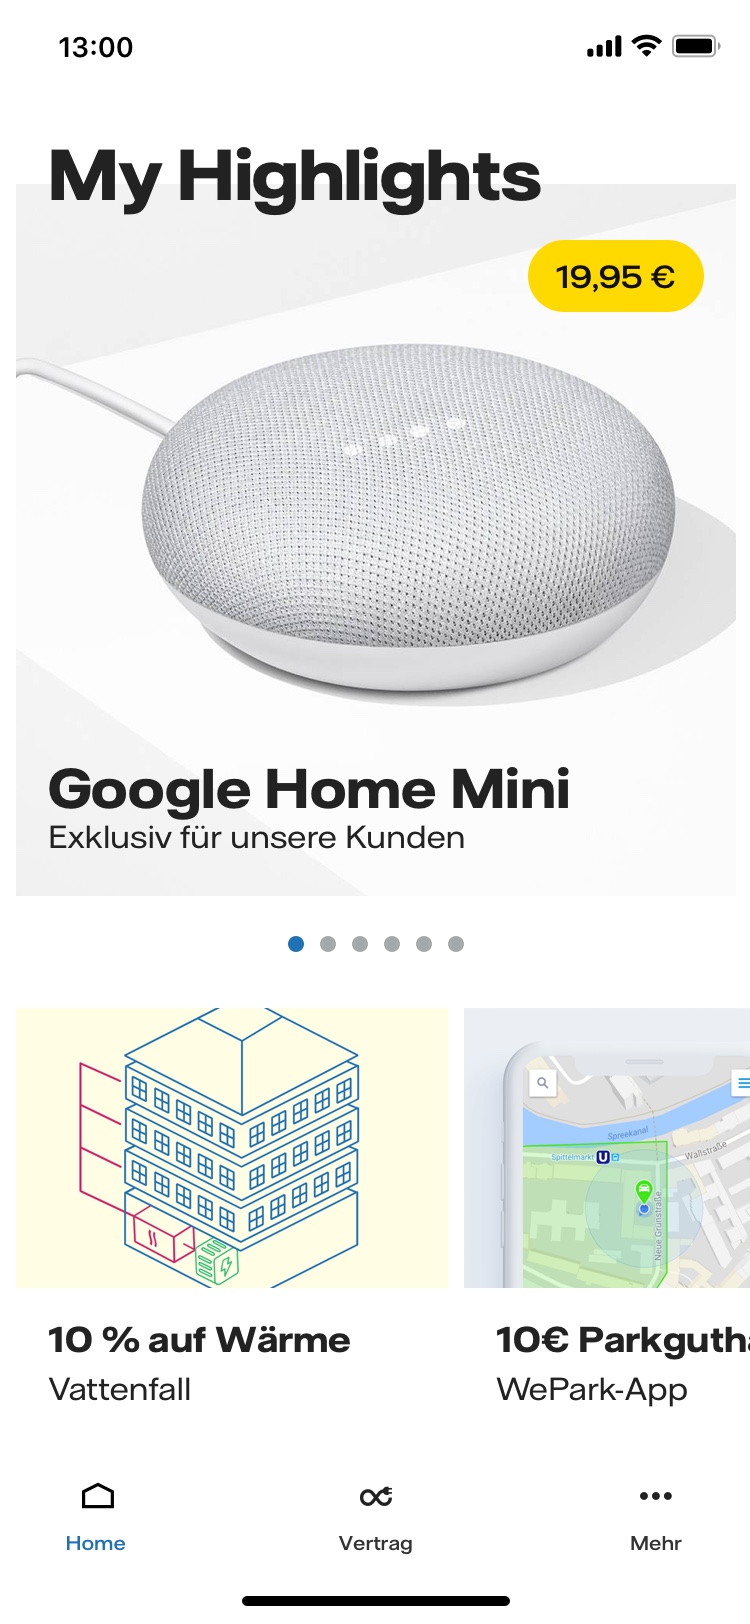 13:00
My Highlights
19,95 €
Google Home Mini
Exklusiv für unsere Kunden
Spreekanal
Spittelmarkt U S
Wallstraße
Neue Grünstraße
10 % auf Wärme
Vattenfall
10€ Parkgutha
WePark-App
Home
Vertrag
Mehr